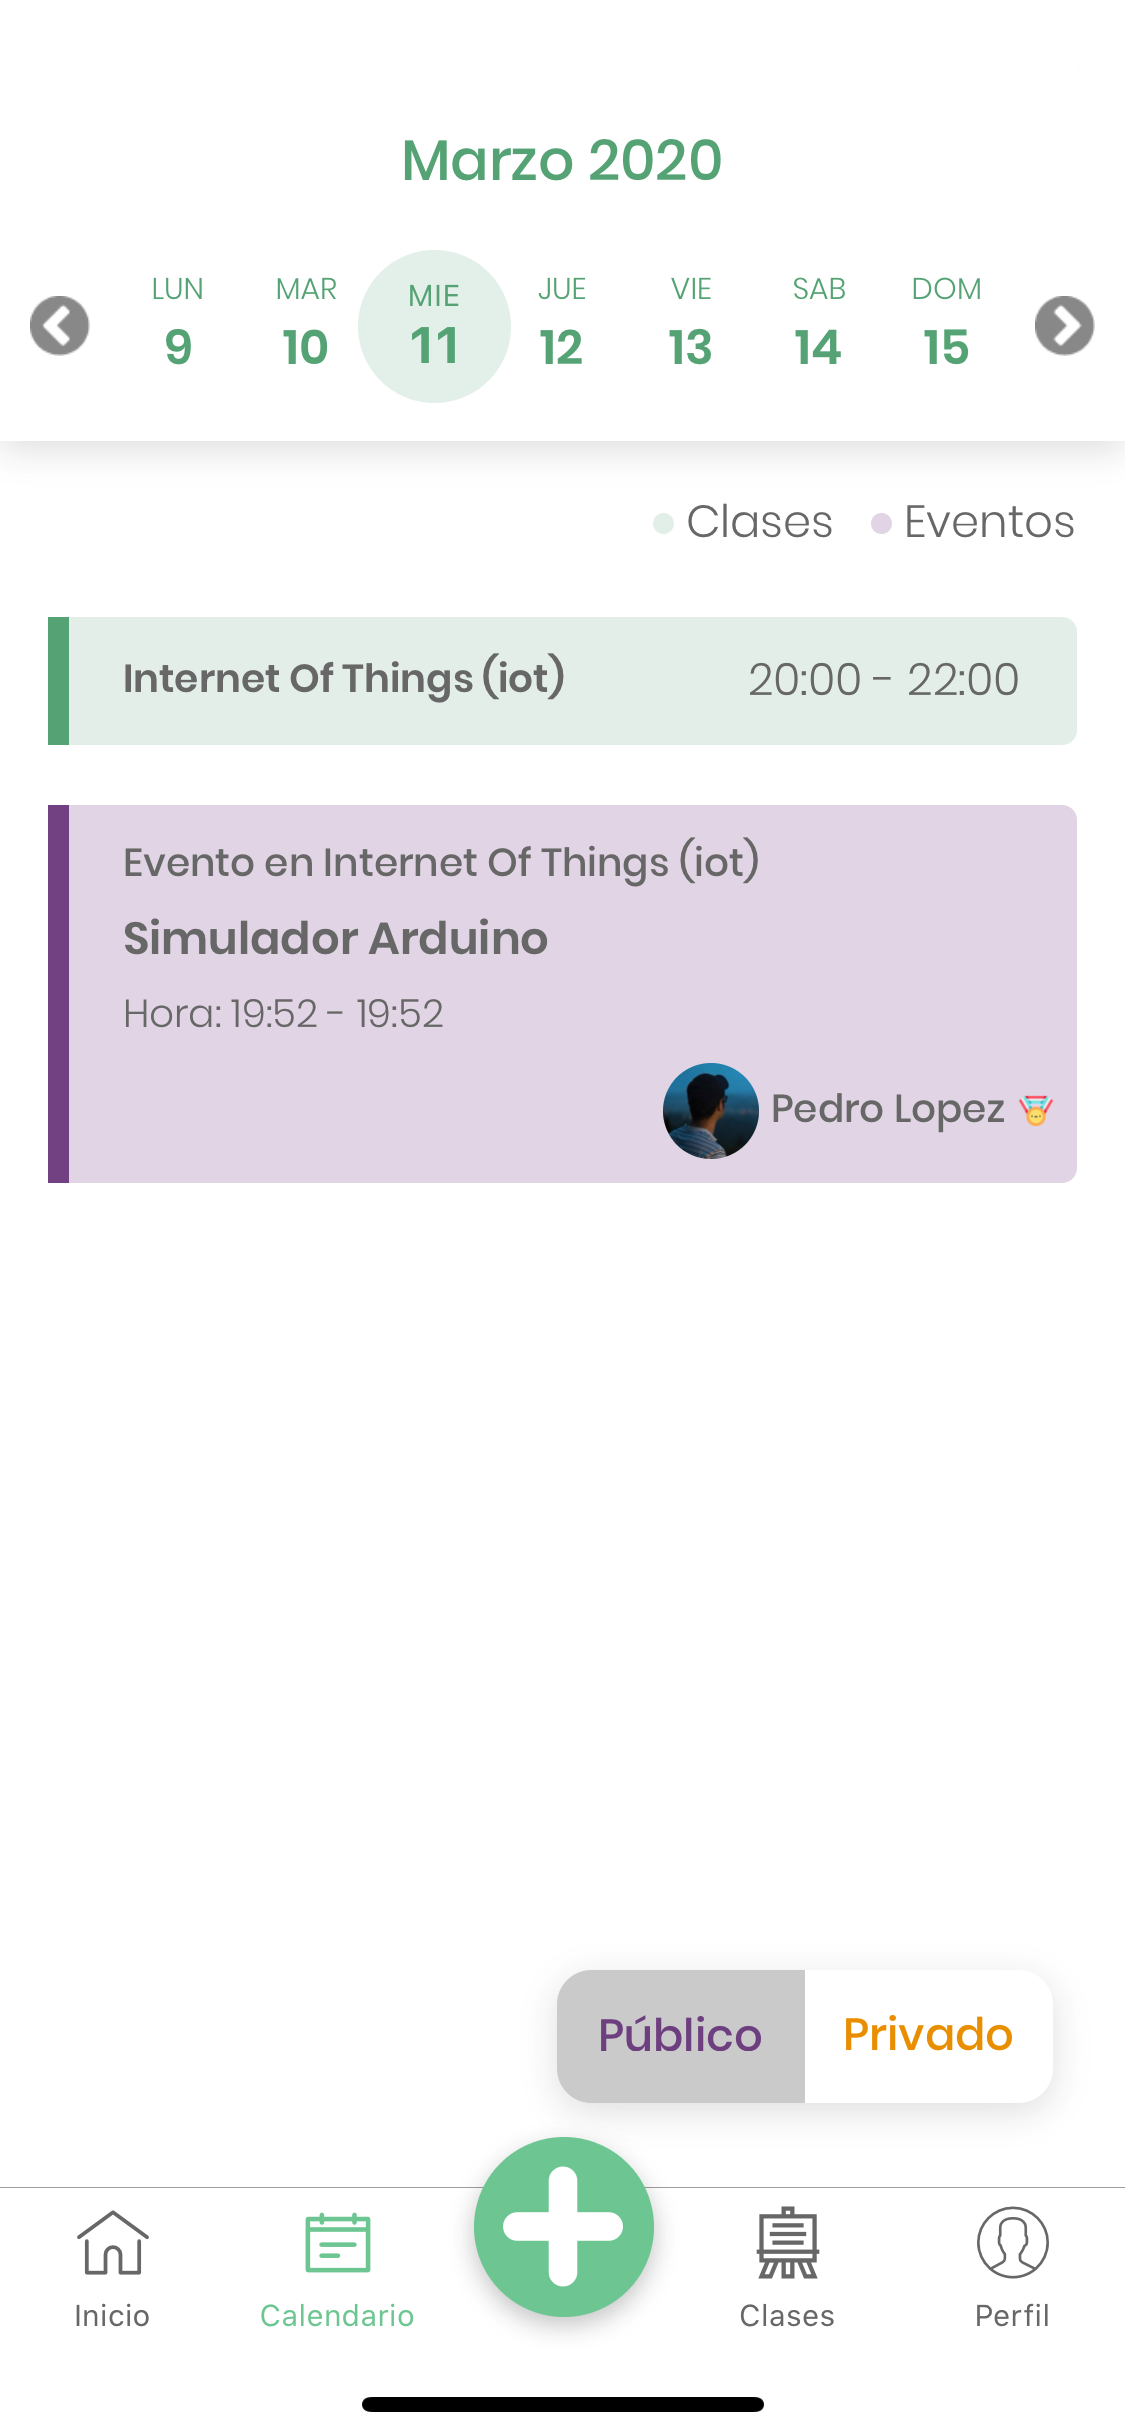 Marzo 2020
LUN MAR MIE JUE VIE SAB DOM
9 10 11 12 13 14 15
Clases Eventos
Internet Of Things (iot) 20:00 - 22:00
Evento en Internet Of Things (iot)
Simulador Arduino
Hora: 19:52 - 19:52
Pedro Lopez
Público Privado
Inicio Calendario Clases Perfil